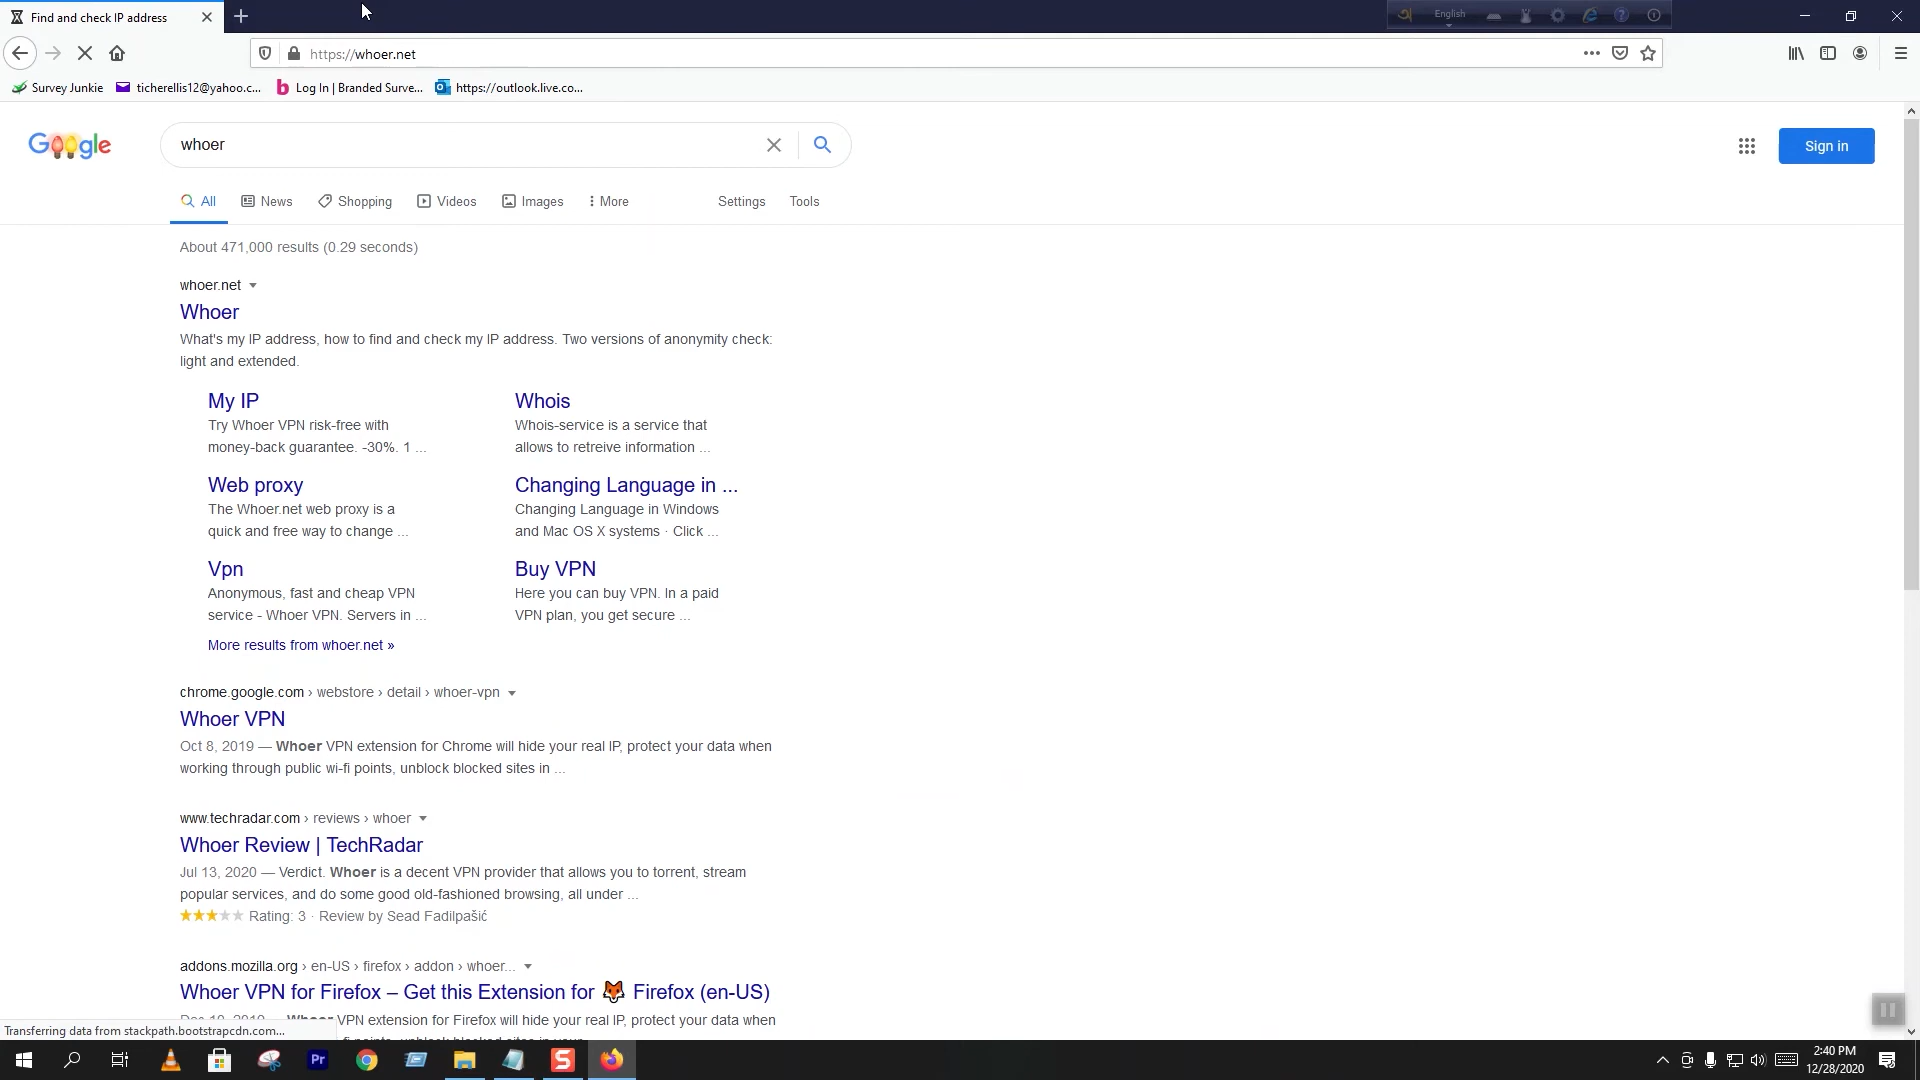 Find and check IP address
English
https://whoer.net
Survey Junkie
ticherellis12@yahoo.c...
Log In | Branded Surve...
https://outlook.live.co...
Google
whoer
Sign in
All
News
Shopping
Videos
Images
More
Settings
Tools
About 471,000 results (0.29 seconds)
whoer.net
Whoer
What's my IP address, how to find and check my IP address. Two versions of anonymity check:
light and extended.
My IP
Try Whoer VPN risk-free with
money-back guarantee. -30%. 1 ...
Whois
Whois-service is a service that
allows to retreive information ...
Web proxy
The Whoer.net web proxy is a
quick and free way to change ...
Changing Language in ...
Changing Language in Windows
and Mac OS X systems · Click ...
Vpn
Anonymous, fast and cheap VPN
service - Whoer VPN. Servers in ...
Buy VPN
Here you can buy VPN. In a paid
VPN plan, you get secure ...
More results from whoer.net »
chrome.google.com › webstore › detail › whoer-vpn
Whoer VPN
Oct 8, 2019 — Whoer VPN extension for Chrome will hide your real IP, protect your data when
working through public wi-fi points, unblock blocked sites in ...
www.techradar.com › reviews › whoer
Whoer Review | TechRadar
Jul 13, 2020 — Verdict. Whoer is a decent VPN provider that allows you to torrent, stream
popular services, and do some good old-fashioned browsing, all under ...
Rating: 3 · Review by Sead Fadilpašić
addons.mozilla.org › en-US › firefox › addon › whoer...
Whoer VPN for Firefox – Get this Extension for 🦊 Firefox (en-US)
VPN extension for Firefox will hide your real IP, protect your data when
Transferring data from stackpath.bootstrapcdn.com...
Pr
S
2:40 PM
12/28/2020